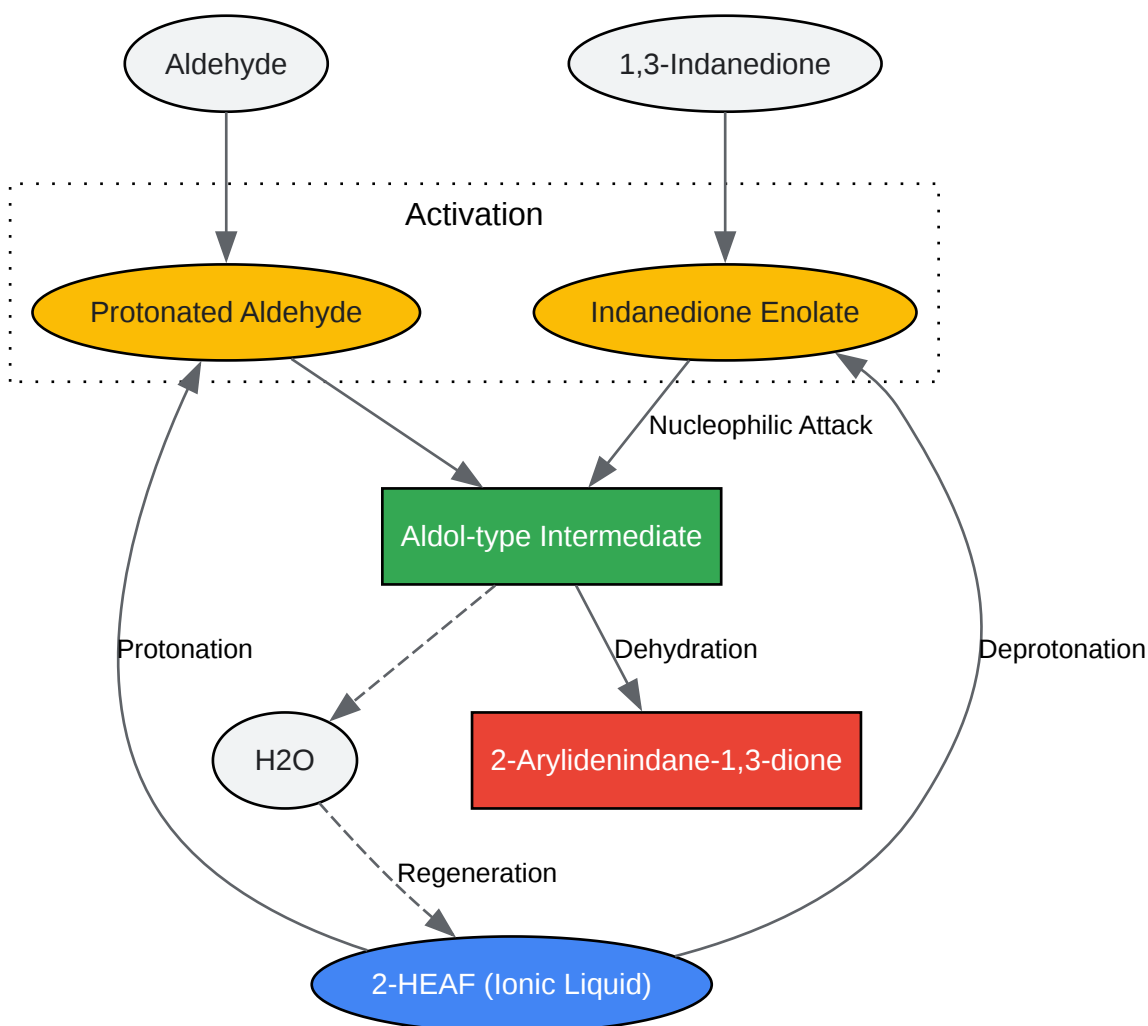 Aldehyde
1,3-Indanedione
Activation
Protonated Aldehyde
Indanedione Enolate
Nucleophilic Attack
Aldol-type Intermediate
Protonation
Dehydration
Deprotonation
H2O
2-Arylidenindane-1,3-dione
Regeneration
2-HEAF (Ionic Liquid)